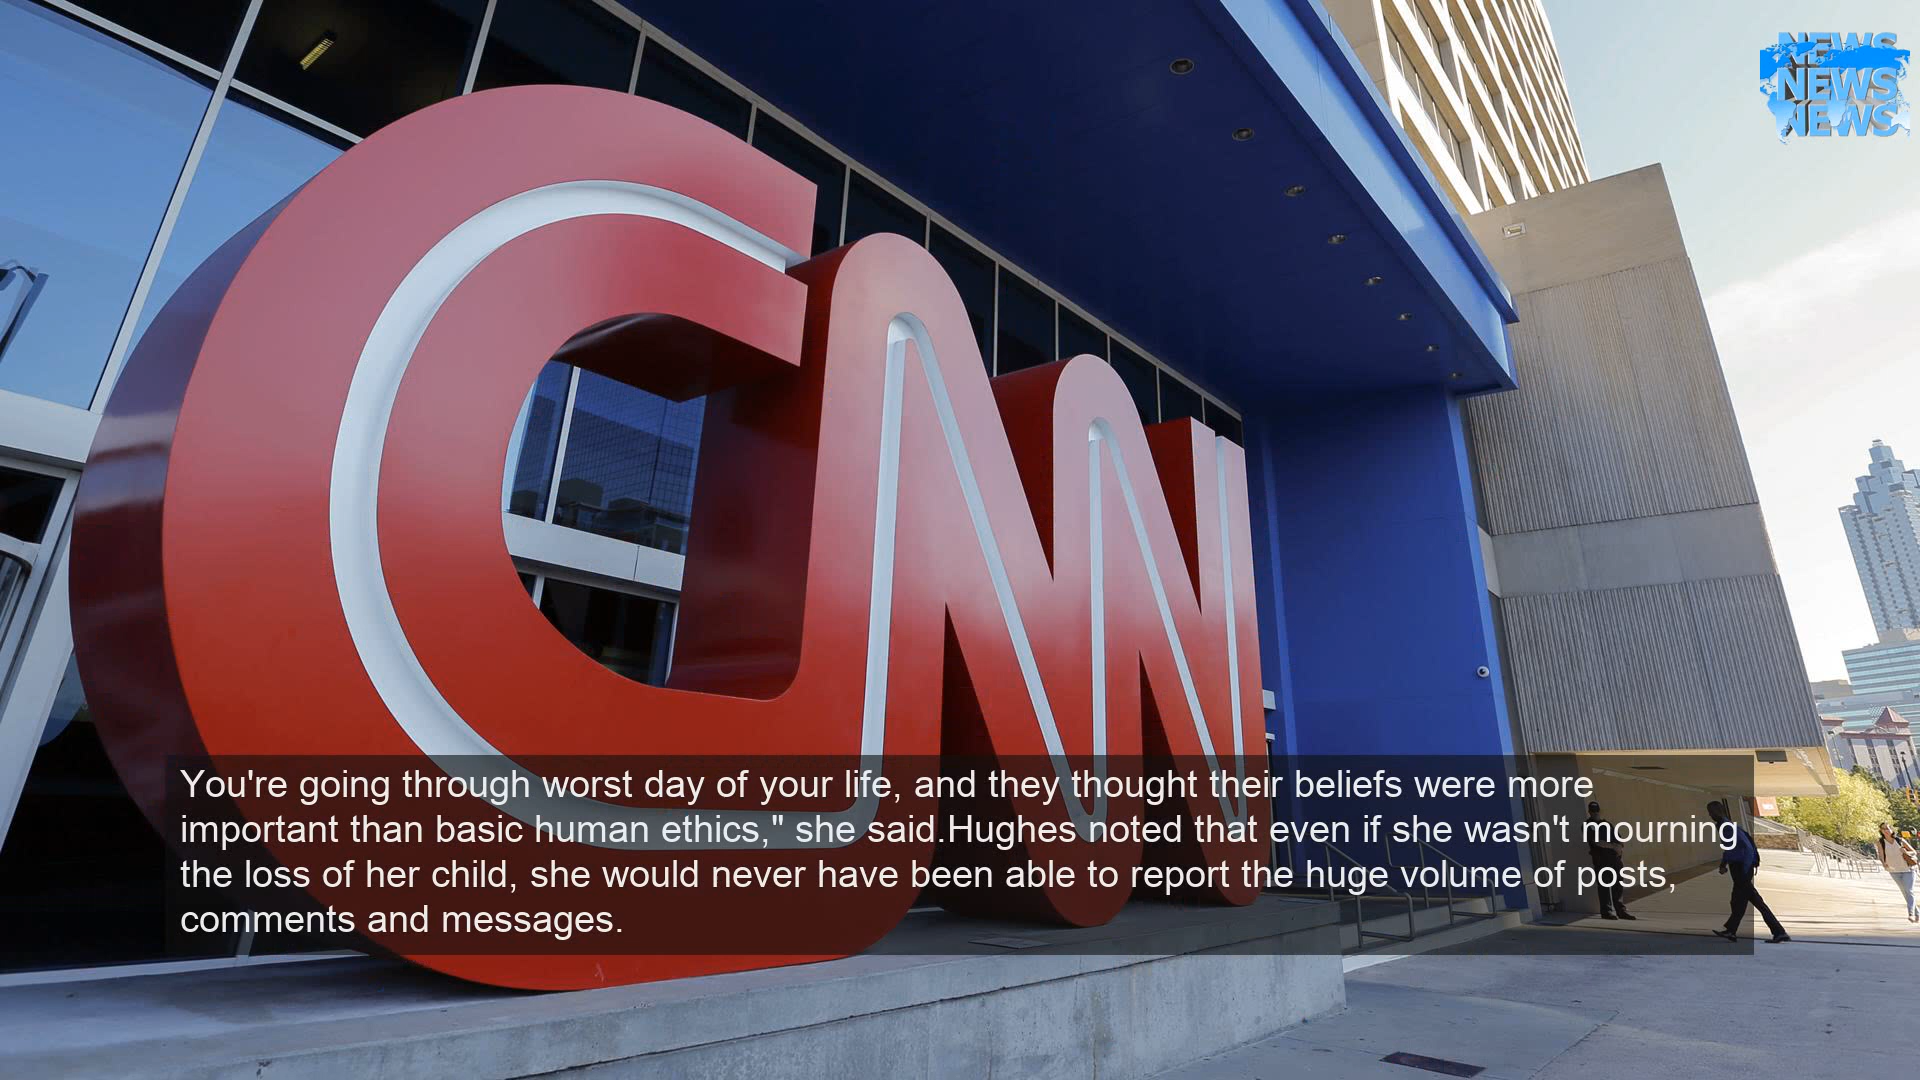 NEWS
NEWS
NEWS
CNN
You're going through worst day of your life, and they thought their beliefs were more
important than basic human ethics," she said.Hughes noted that even if she wasn't mourning
the loss of her child, she would never have been able to report the huge volume of posts,
comments and messages.